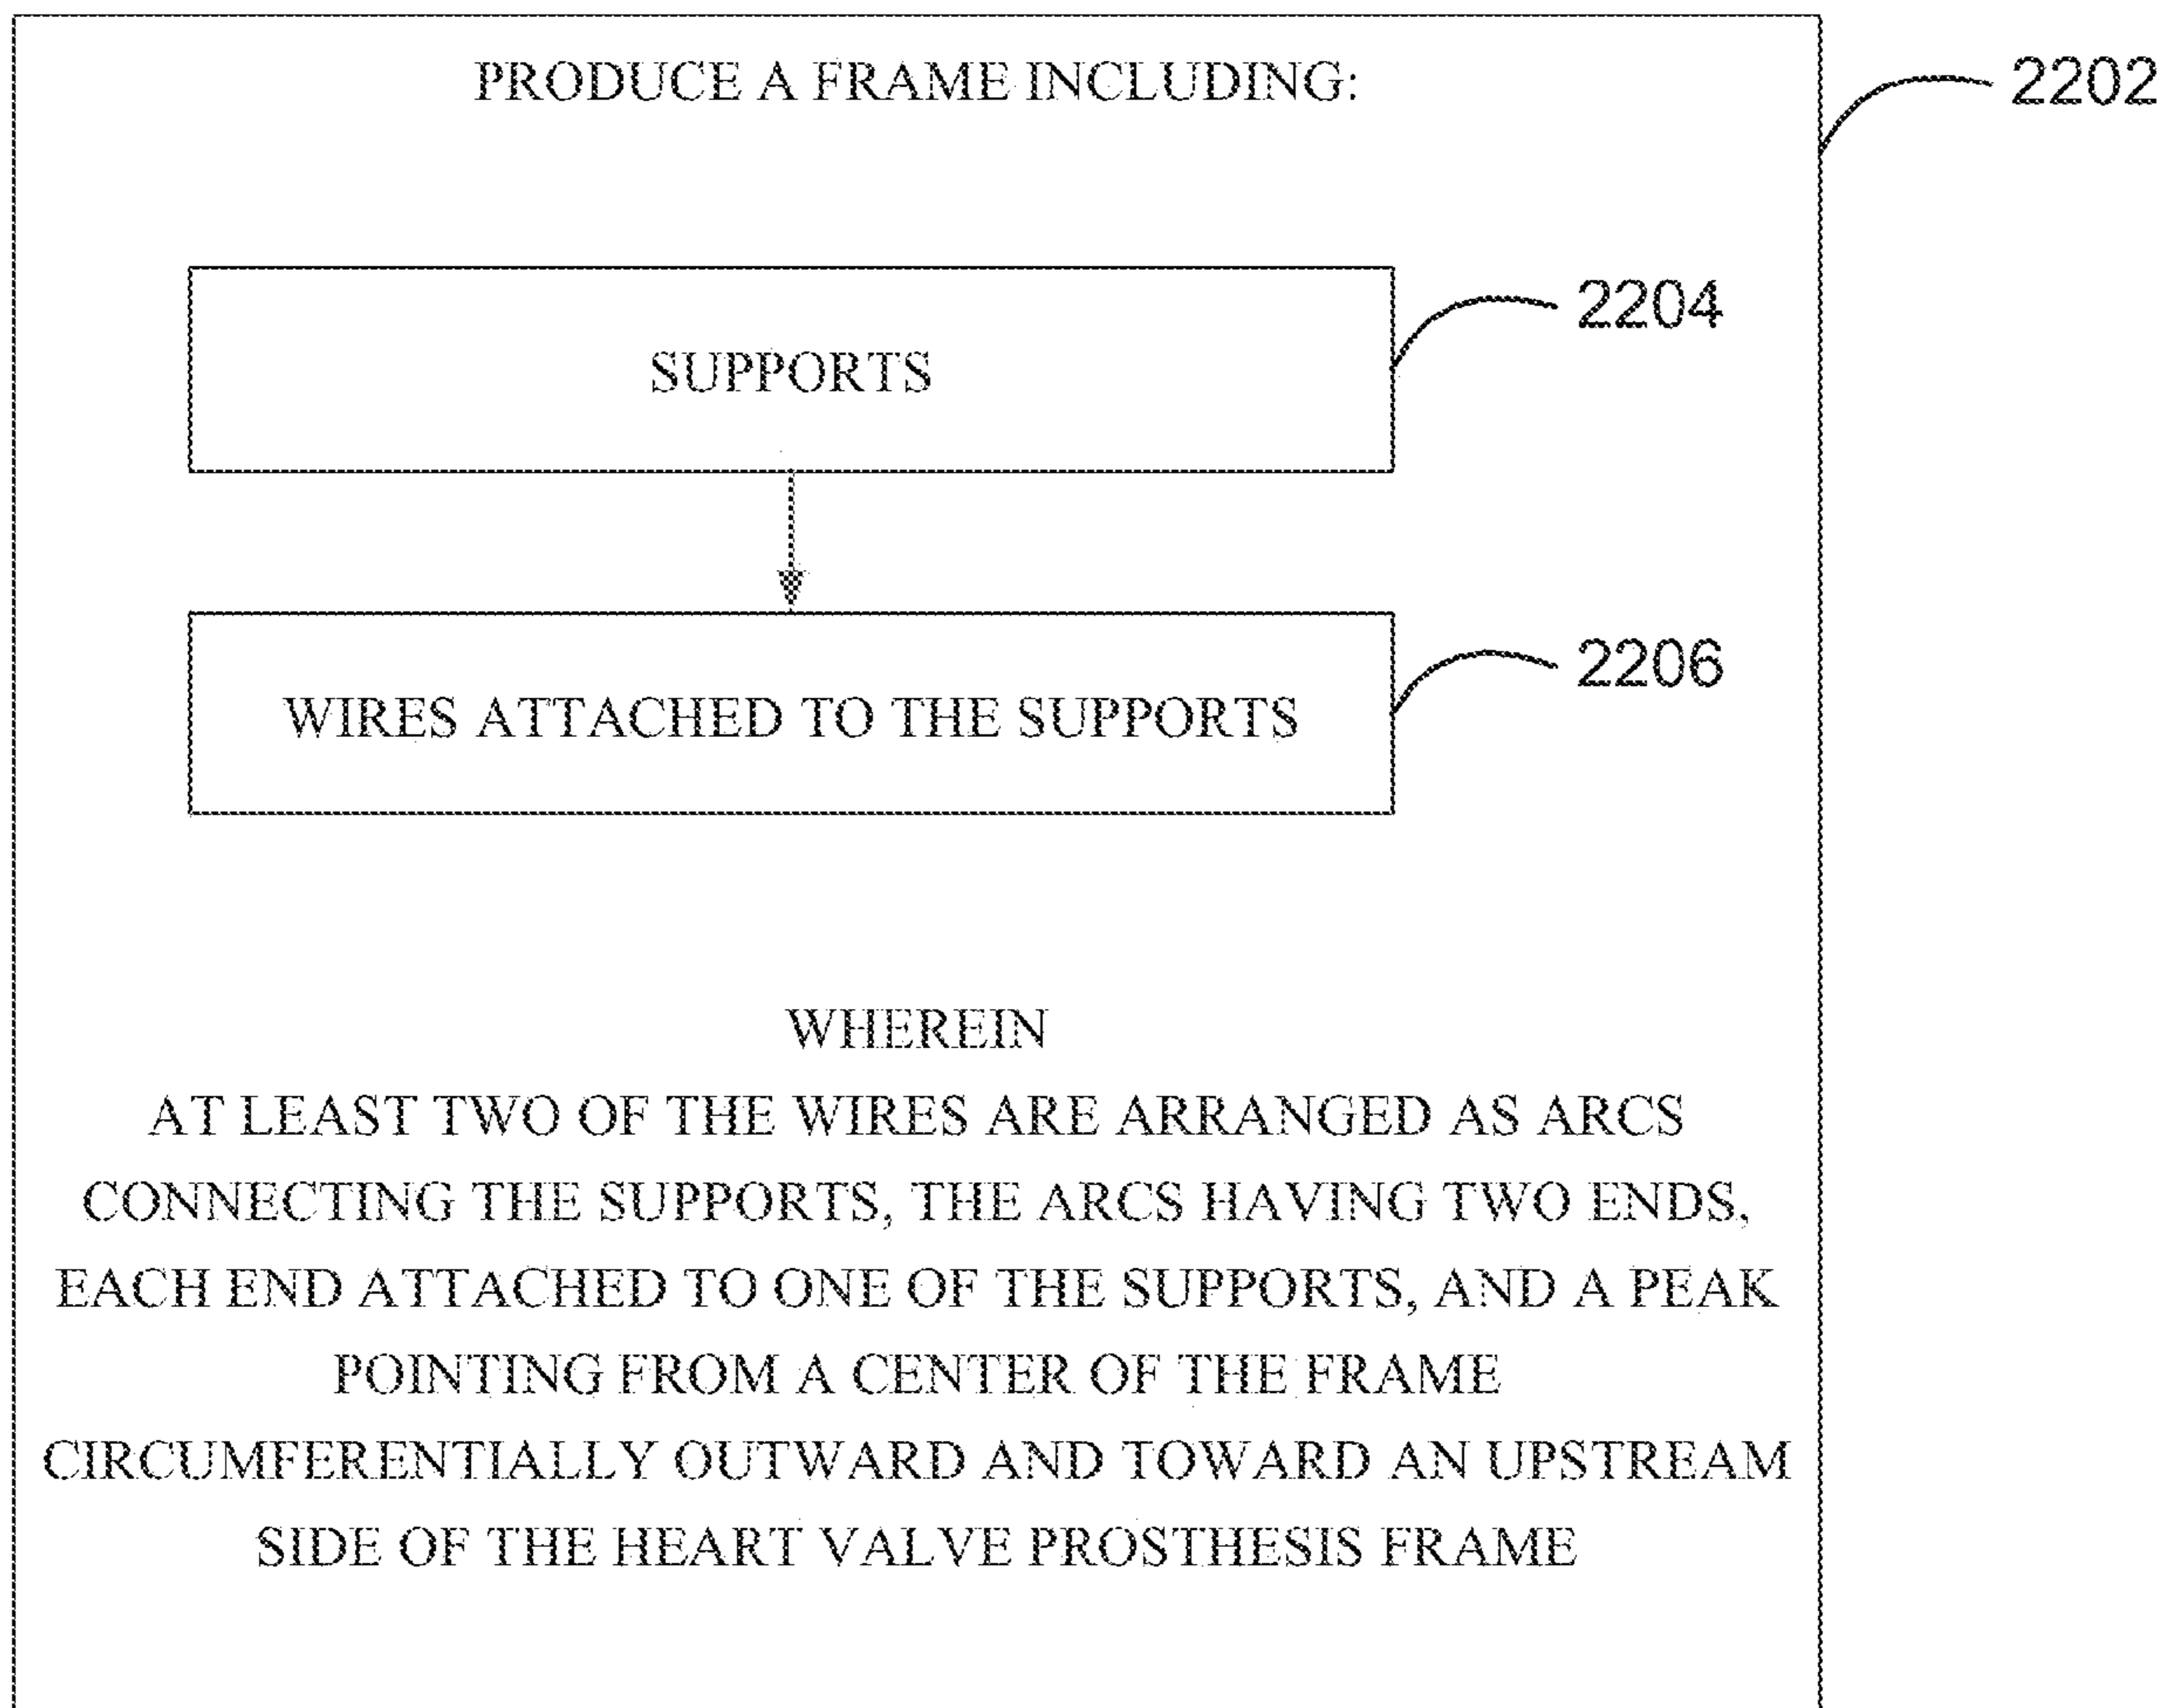 PRODUCE A FRAME INCLUDING:
2202
2204
SUPPORTS
2206
WIRES ATTACHED TO THE SUPPORTS
WHEREIN
AT LEAST TWO OF THE WIRES ARE ARRANGED AS ARCS
CONNECTING THE SUPPORTS, THE ARCS HAVING TWO ENDS,
EACH END ATTACHED TO ONE OF THE SUPPORTS, AND A PEAK
POINTING FROM A CENTER OF THE FRAME
CIRCUMFERENTIALLY OUTWARD AND TOWARD AN UPSTREAM
SIDE OF THE HEART VALVE PROSTHESIS FRAME